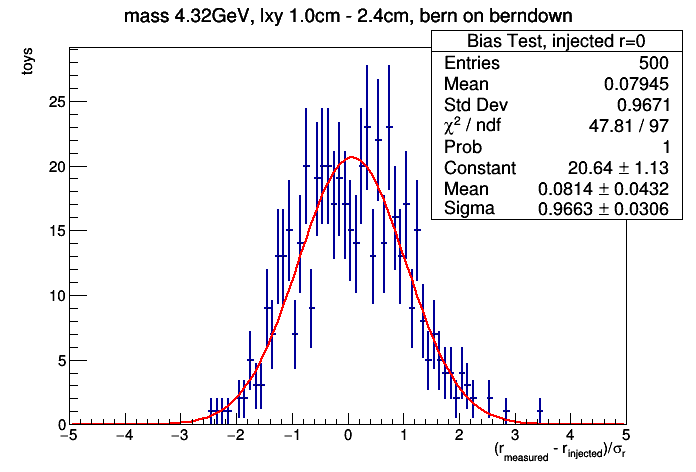 mass 4.32GeV, lxy 1.0cm - 2.4cm, bern on berndown
Bias Test, injected r=0
Entries 500
Mean 0.07945
Std Dev 0.9671
χ² / ndf 47.81 / 97
Prob 1
Constant 20.64 ± 1.13
Mean 0.0814 ± 0.0432
Sigma 0.9663 ± 0.0306
toys
25
20
15
10
5
0
−5 −4 −3 −2 −1 0 1 2 3 4 5
(r_measured - r_injected)/σ_r